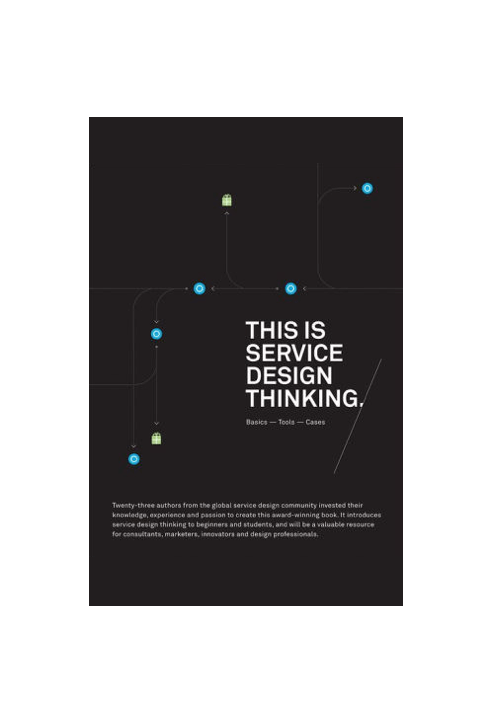 THIS IS
SERVICE
DESIGN
THINKING.
Basics — Tools — Cases
Twenty-three authors from the global service design community invested their
knowledge, experience and passion to create this award-winning book. It introduces
service design thinking to beginners and students, and will be a valuable resource
for consultants, marketers, innovators and design professionals.